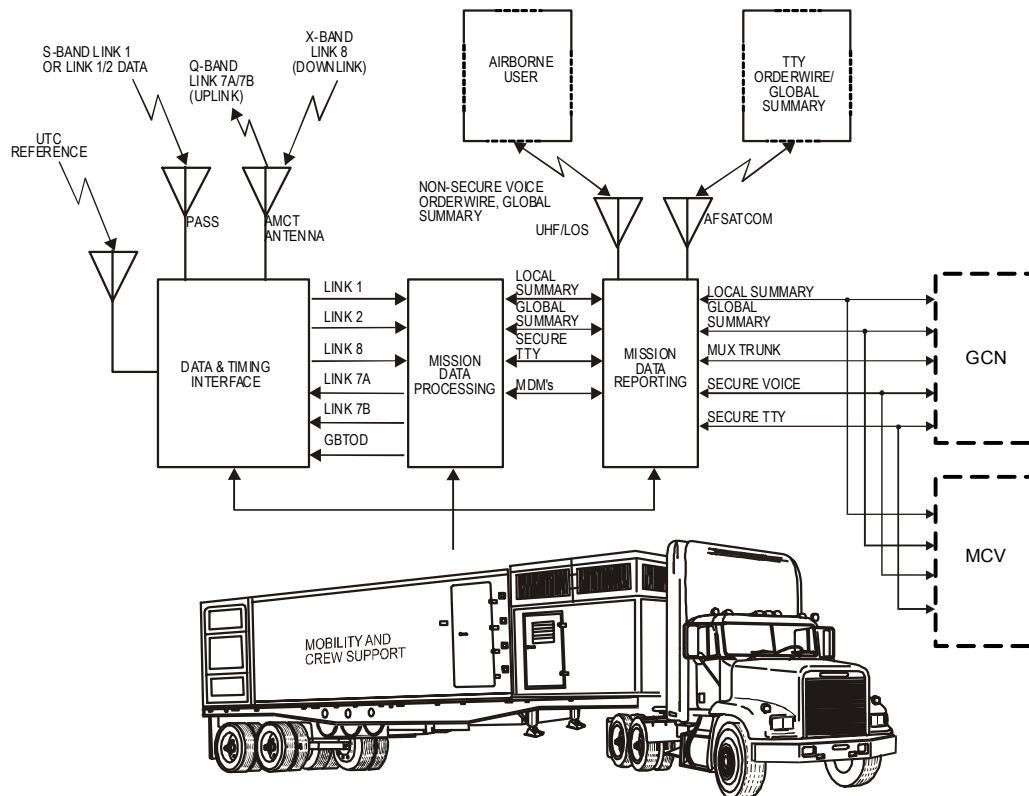 S-BAND LINK 1
OR LINK 1/2 DATA
Q-BAND
LINK 7A/7B
(UPLINK)
X-BAND
LINK 8
(DOWNLINK)
AIRBORNE
USER
TTY
ORDERWIRE/
GLOBAL
SUMMARY
UTC
REFERENCE
PASS
AMCT
ANTENNA
NON-SECURE VOICE
ORDERWIRE, GLOBAL
SUMMARY
UHF/LOS
AFSATCOM
DATA & TIMING
INTERFACE
LINK 1
LINK 2
LINK 8
LINK 7A
LINK 7B
GBTOD
MISSION
DATA
PROCESSING
LOCAL
SUMMARY
GLOBAL
SUMMARY
SECURE
TTY
MDM's
MISSION
DATA
REPORTING
LOCAL SUMMARY
GLOBAL
SUMMARY
MUX TRUNK
SECURE VOICE
SECURE TTY
GCN
MCV
MOBILITY AND
CREW SUPPORT